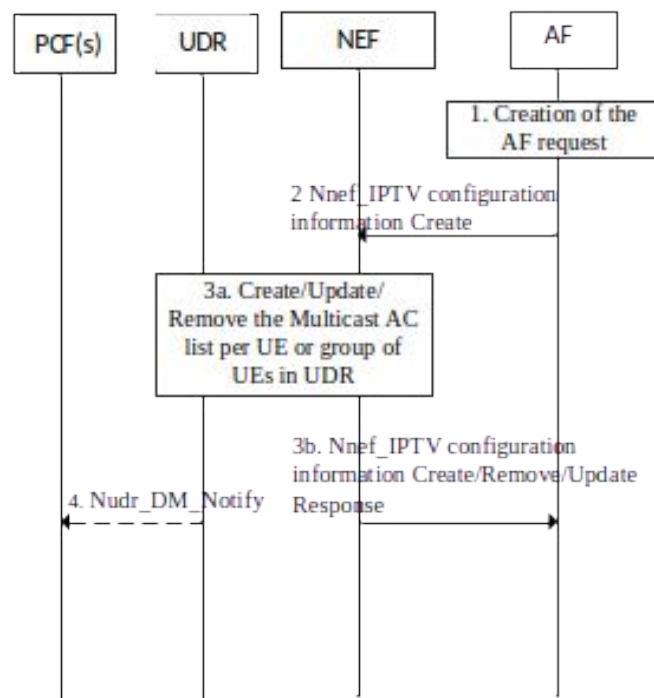 PCF(s)
UDR
NEF
AF
1. Creation of the
AF request
2 Nnef_IPTV configuration
information Create
3a. Create/Update/
Remove the Multicast AC
list per UE or group of
UEs in UDR
3b. Nnef_IPTV configuration
information Create/Remove/Update
Response
4. Nudr_DM_Notify